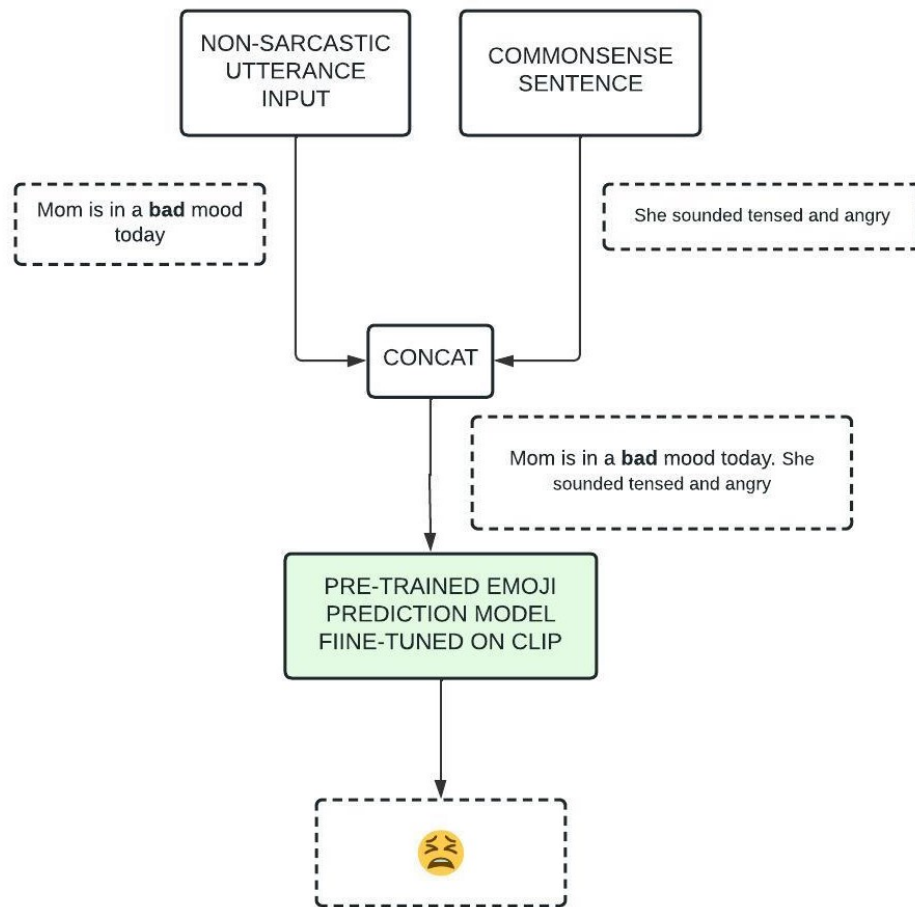 NON-SARCASTIC
UTTERANCE
INPUT
COMMONSENSE
SENTENCE
Mom is in a bad mood
today
She sounded tensed and angry
CONCAT
Mom is in a bad mood today. She
sounded tensed and angry
PRE-TRAINED EMOJI
PREDICTION MODEL
FIINE-TUNED ON CLIP